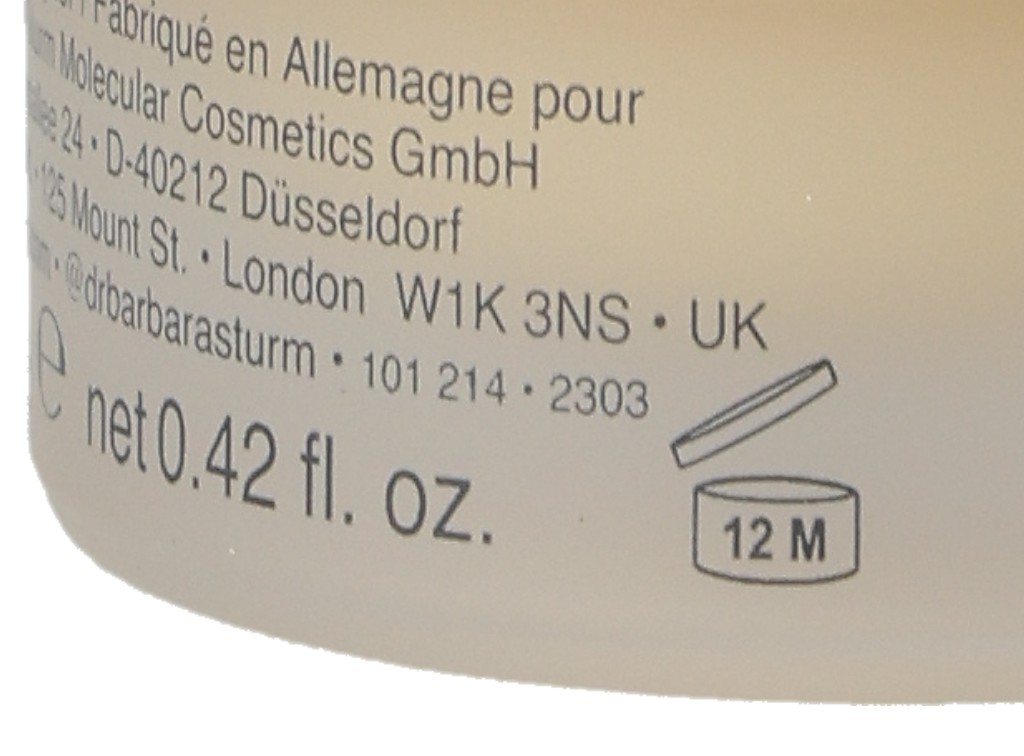 Fabriqué en Allemagne pour
Molecular Cosmetics GmbH
24 • D-40212 Düsseldorf
125 Mount St. • London W1K 3NS • UK
• @drbarbarasturm • 101 214 • 2303
e net 0.42 fl. oz.
12 M